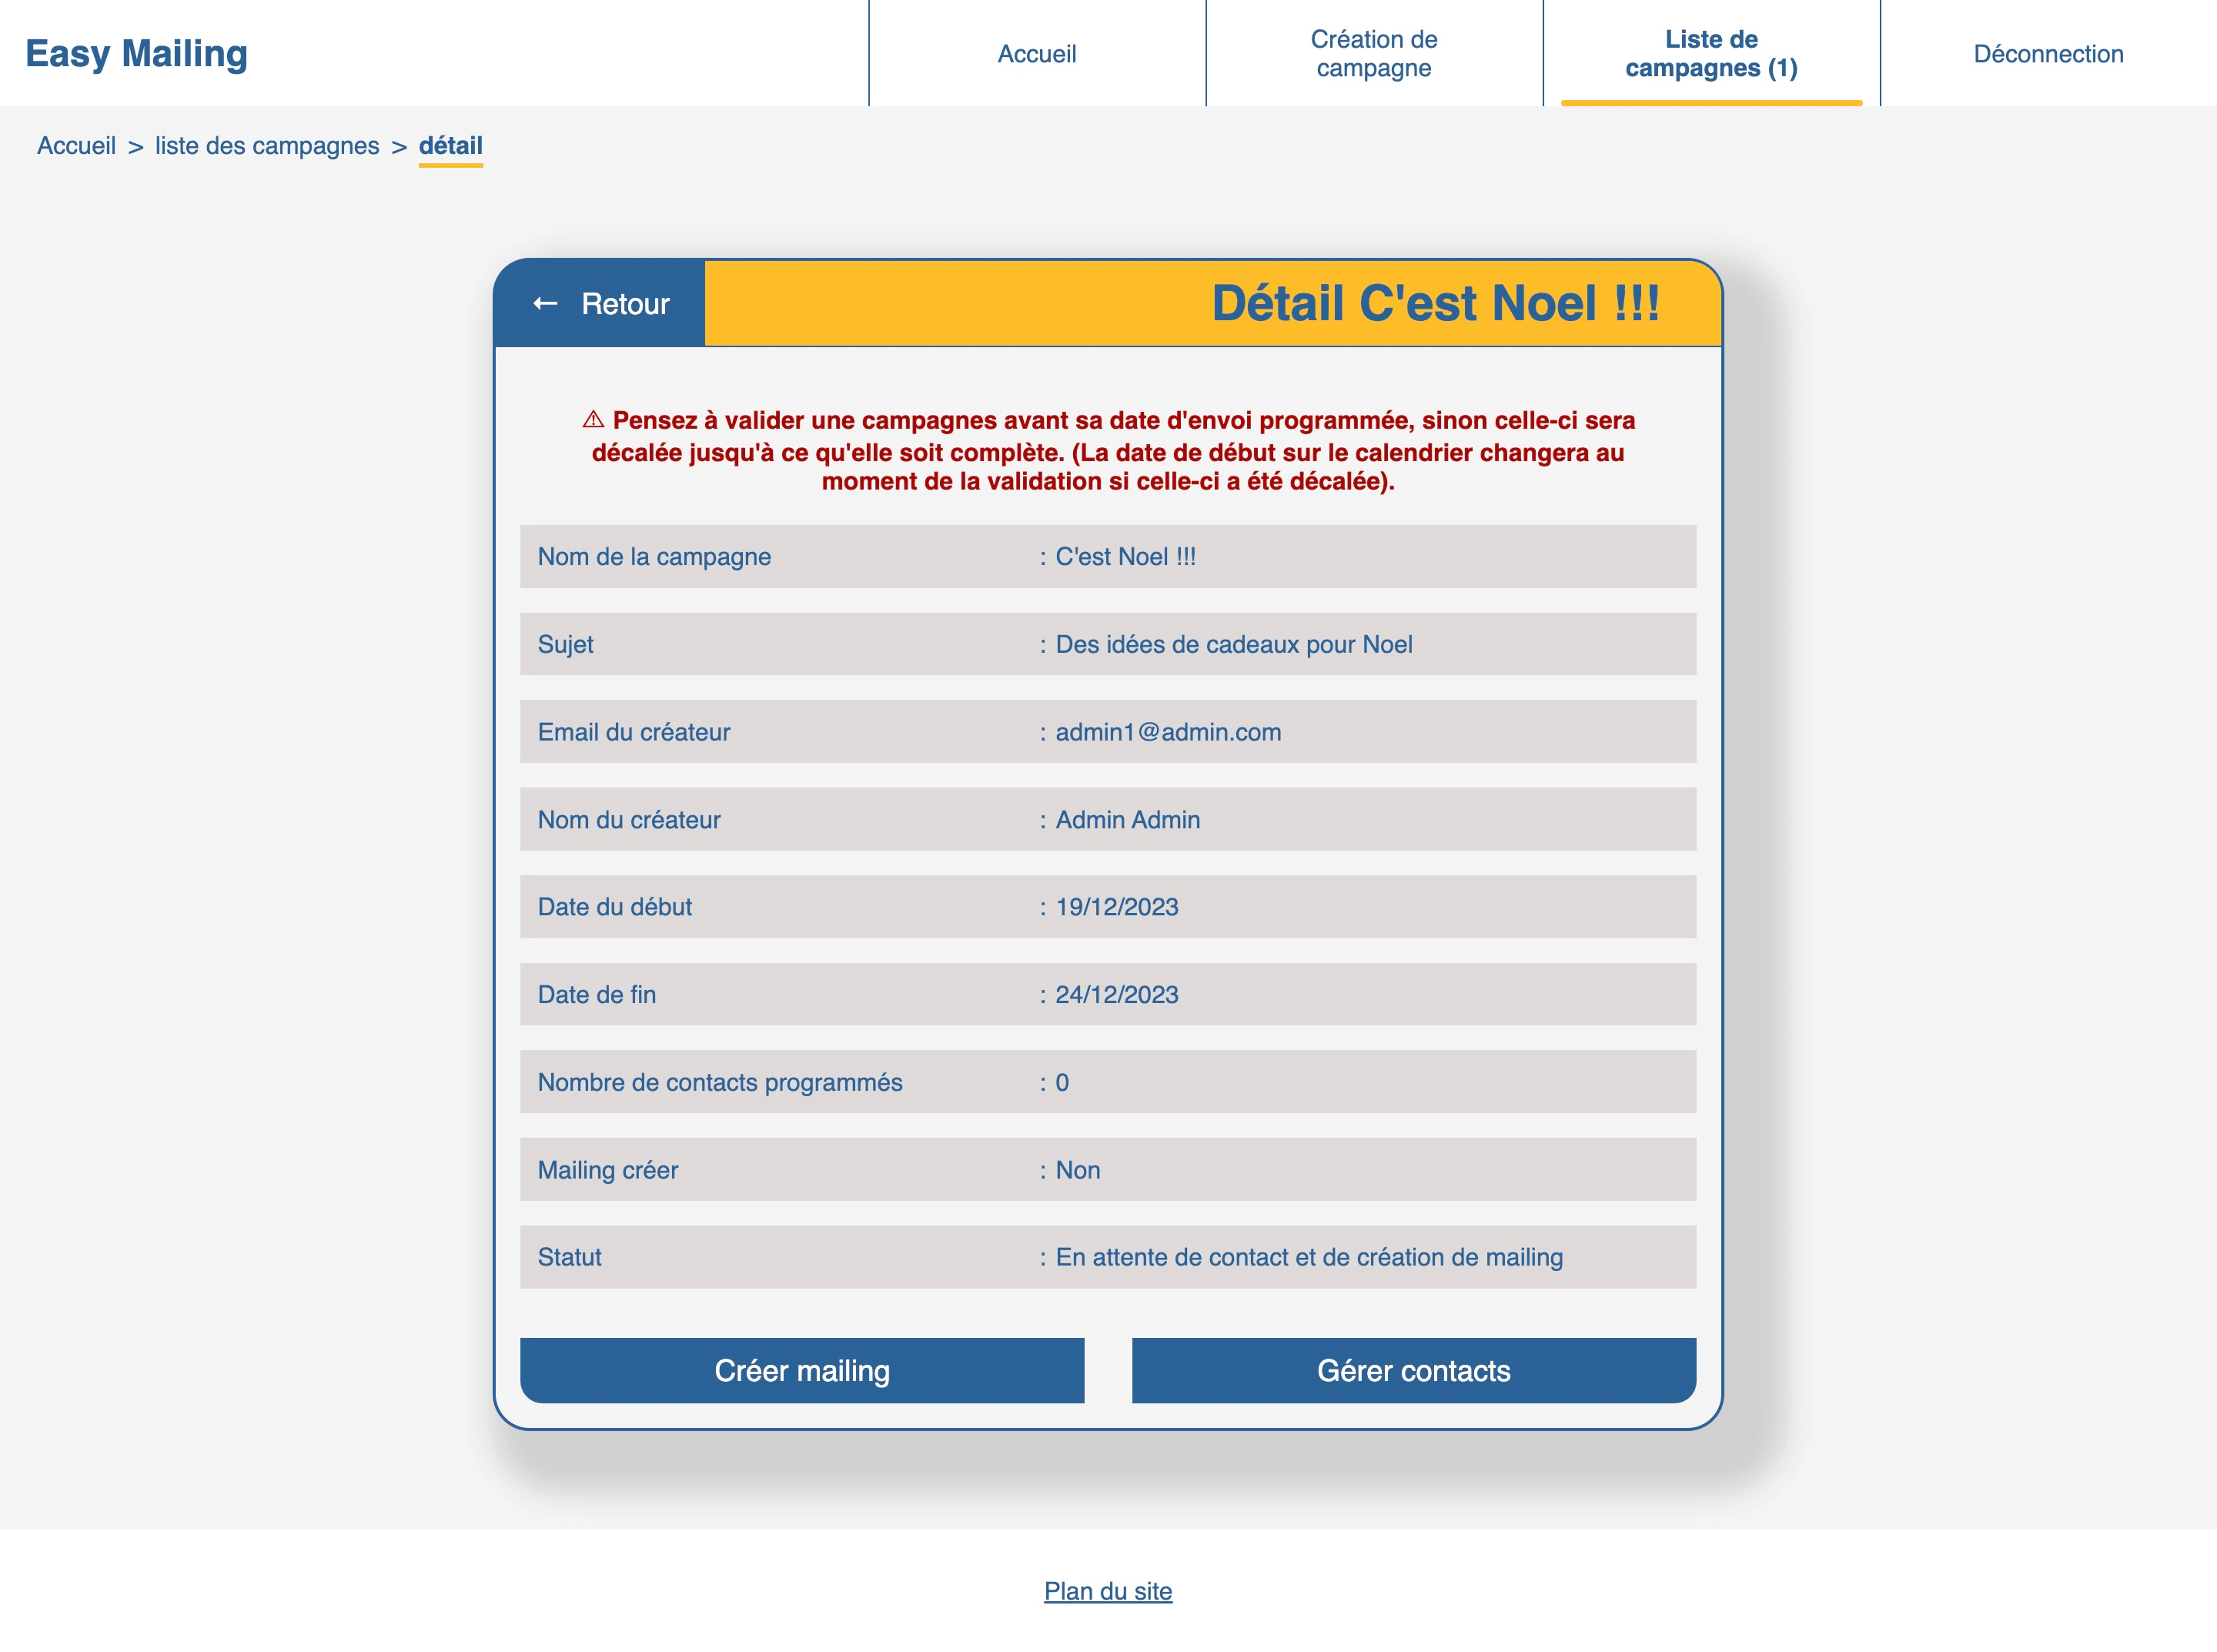 Easy Mailing
Accueil
Création de
campagne
Liste de
campagnes (1)
Déconnection
Accueil > liste des campagnes > détail
← Retour
Détail C'est Noel !!!
⚠ Pensez à valider une campagnes avant sa date d'envoi programmée, sinon celle-ci sera
décalée jusqu'à ce qu'elle soit complète. (La date de début sur le calendrier changera au
moment de la validation si celle-ci a été décalée).
Nom de la campagne : C'est Noel !!!
Sujet : Des idées de cadeaux pour Noel
Email du créateur : admin1@admin.com
Nom du créateur : Admin Admin
Date du début : 19/12/2023
Date de fin : 24/12/2023
Nombre de contacts programmés : 0
Mailing créer : Non
Statut : En attente de contact et de création de mailing
Créer mailing
Gérer contacts
Plan du site